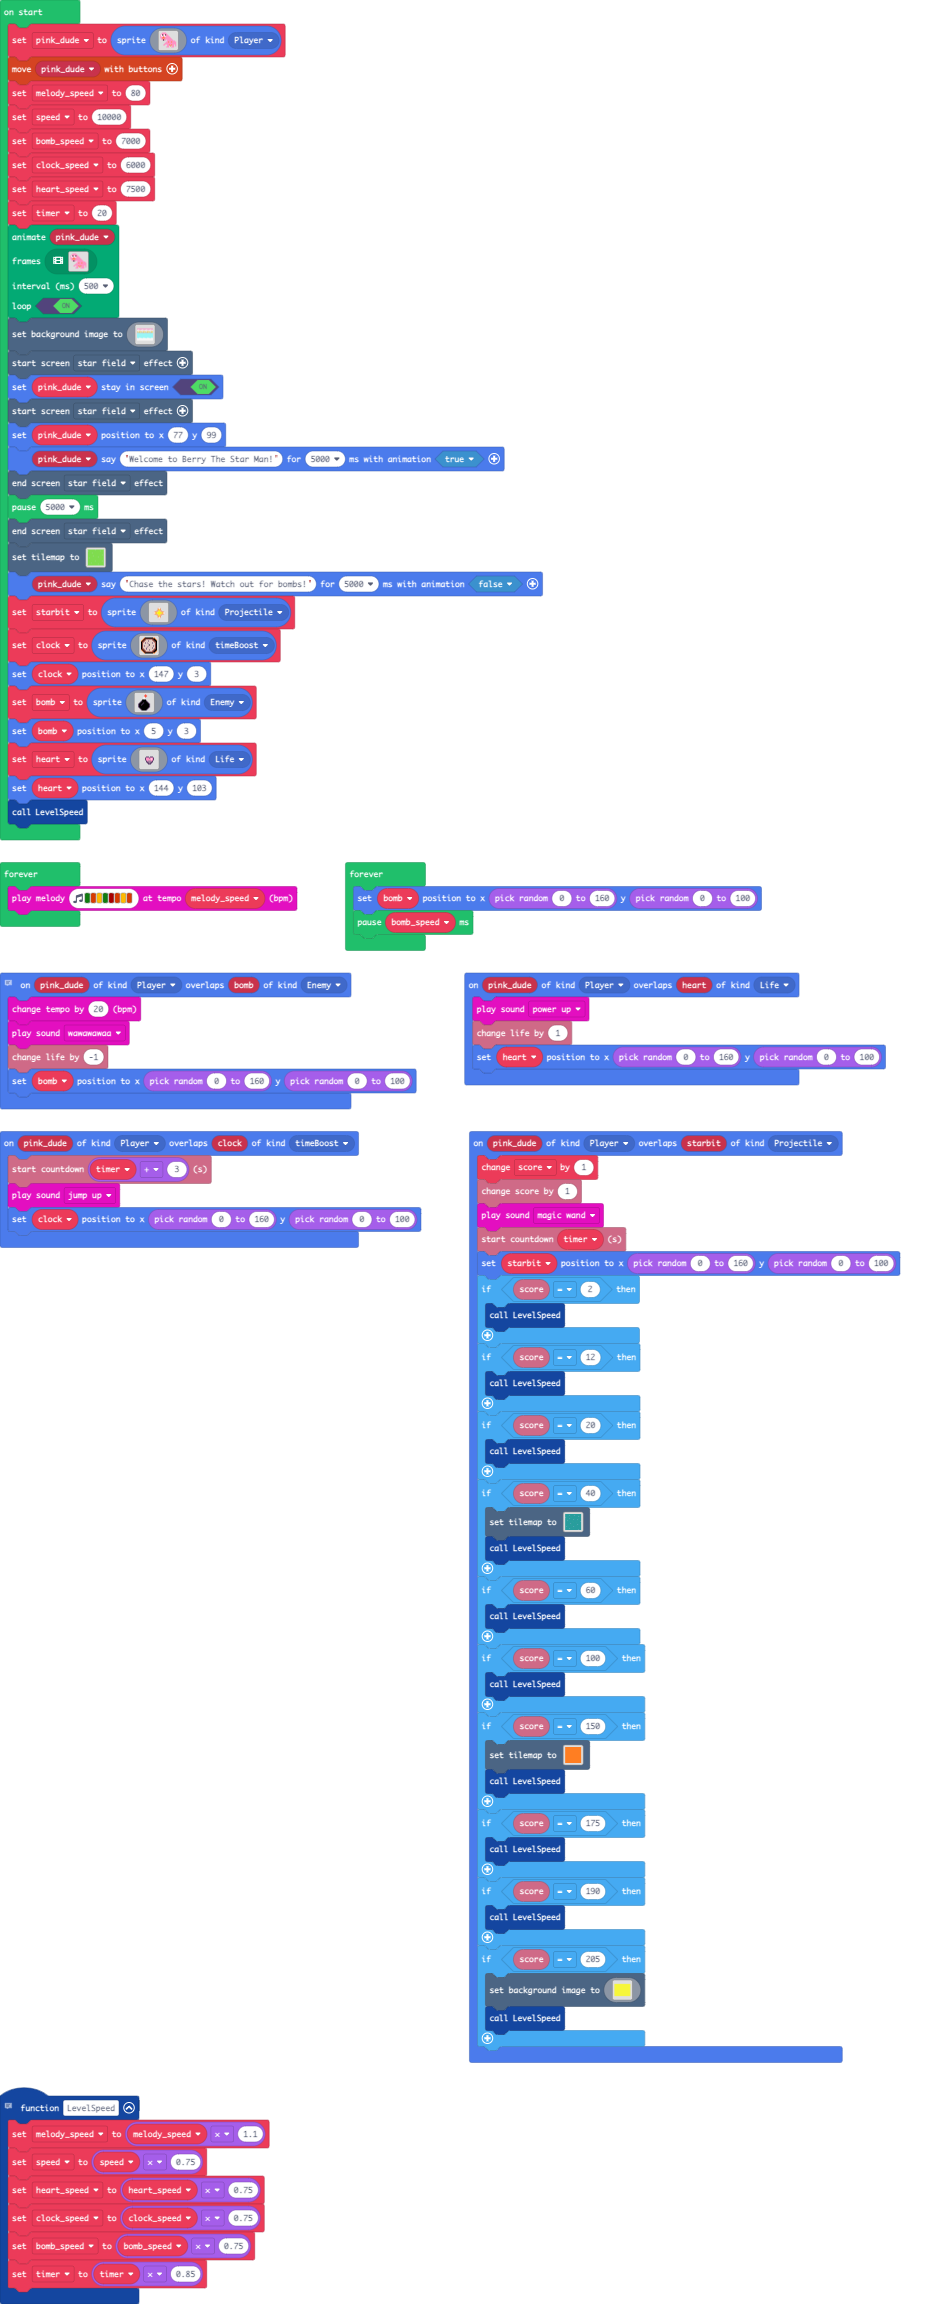 on start
set pink_dude to sprite of kind Player
move pink_dude with buttons
set melody_speed to 80
set speed to 10000
set bomb_speed to 7000
set clock_speed to 6000
set heart_speed to 7500
set timer to 20
animate pink_dude
frames
interval (ms) 500
loop ON
set background image to
start screen star field effect
set pink_dude stay in screen ON
start screen star field effect
set pink_dude position to x 77 y 99
pink_dude say "Welcome to Berry The Star Man!" for 5000 ms with animation true
end screen star field effect
pause 5000 ms
end screen star field effect
set tilemap to
pink_dude say "Chase the stars! Watch out for bombs!" for 5000 ms with animation false
set starbit to sprite of kind Projectile
set clock to sprite of kind timeBoost
set clock position to x 147 y 3
set bomb to sprite of kind Enemy
set bomb position to x 5 y 3
set heart to sprite of kind Life
set heart position to x 144 y 103
call LevelSpeed
forever
play melody at tempo melody_speed (bpm)
forever
set bomb position to x pick random 0 to 160 y pick random 0 to 100
pause bomb_speed ms
on pink_dude of kind Player overlaps bomb of kind Enemy
change tempo by 20 (bpm)
play sound wawawawaa
change life by -1
set bomb position to x pick random 0 to 160 y pick random 0 to 100
on pink_dude of kind Player overlaps heart of kind Life
play sound power up
change life by 1
set heart position to x pick random 0 to 160 y pick random 0 to 100
on pink_dude of kind Player overlaps clock of kind timeBoost
start countdown timer + 3 (s)
play sound jump up
set clock position to x pick random 0 to 160 y pick random 0 to 100
on pink_dude of kind Player overlaps starbit of kind Projectile
change score by 1
change score by 1
play sound magic wand
start countdown timer (s)
set starbit position to x pick random 0 to 160 y pick random 0 to 100
if score = 2 then
call LevelSpeed
if score = 12 then
call LevelSpeed
if score = 20 then
call LevelSpeed
if score = 40 then
set tilemap to
call LevelSpeed
if score = 60 then
call LevelSpeed
if score = 100 then
call LevelSpeed
if score = 150 then
set tilemap to
call LevelSpeed
if score = 175 then
call LevelSpeed
if score = 190 then
call LevelSpeed
if score = 205 then
set background image to
call LevelSpeed
function LevelSpeed
set melody_speed to melody_speed × 1.1
set speed to speed × 0.75
set heart_speed to heart_speed × 0.75
set clock_speed to clock_speed × 0.75
set bomb_speed to bomb_speed × 0.75
set timer to timer × 0.85